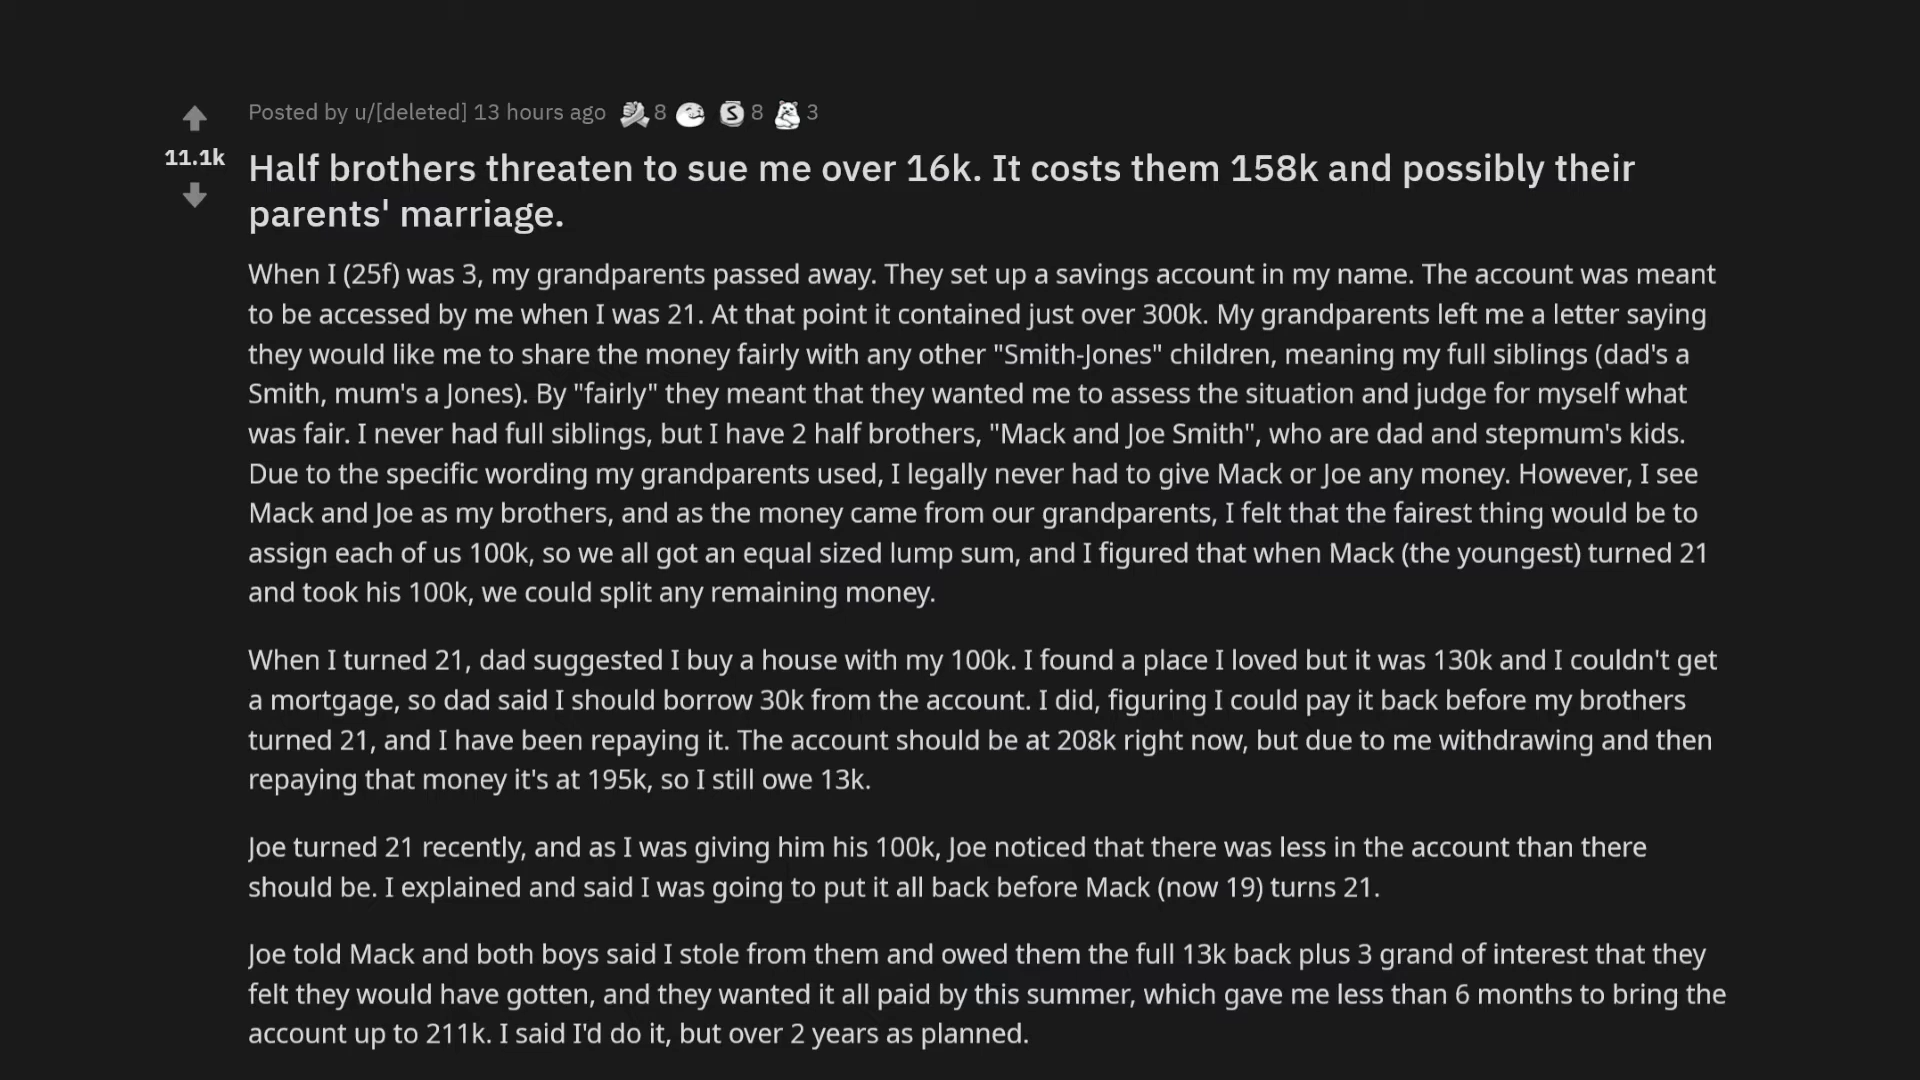 Posted by u/[deleted] 13 hours ago 8 S 8 3
11.1k
Half brothers threaten to sue me over 16k. It costs them 158k and possibly their
parents' marriage.
When I (25f) was 3, my grandparents passed away. They set up a savings account in my name. The account was meant
to be accessed by me when I was 21. At that point it contained just over 300k. My grandparents left me a letter saying
they would like me to share the money fairly with any other "Smith-Jones" children, meaning my full siblings (dad's a
Smith, mum's a Jones). By "fairly" they meant that they wanted me to assess the situation and judge for myself what
was fair. I never had full siblings, but I have 2 half brothers, "Mack and Joe Smith", who are dad and stepmum's kids.
Due to the specific wording my grandparents used, I legally never had to give Mack or Joe any money. However, I see
Mack and Joe as my brothers, and as the money came from our grandparents, I felt that the fairest thing would be to
assign each of us 100k, so we all got an equal sized lump sum, and I figured that when Mack (the youngest) turned 21
and took his 100k, we could split any remaining money.
When I turned 21, dad suggested I buy a house with my 100k. I found a place I loved but it was 130k and I couldn't get
a mortgage, so dad said I should borrow 30k from the account. I did, figuring I could pay it back before my brothers
turned 21, and I have been repaying it. The account should be at 208k right now, but due to me withdrawing and then
repaying that money it's at 195k, so I still owe 13k.
Joe turned 21 recently, and as I was giving him his 100k, Joe noticed that there was less in the account than there
should be. I explained and said I was going to put it all back before Mack (now 19) turns 21.
Joe told Mack and both boys said I stole from them and owed them the full 13k back plus 3 grand of interest that they
felt they would have gotten, and they wanted it all paid by this summer, which gave me less than 6 months to bring the
account up to 211k. I said I'd do it, but over 2 years as planned.